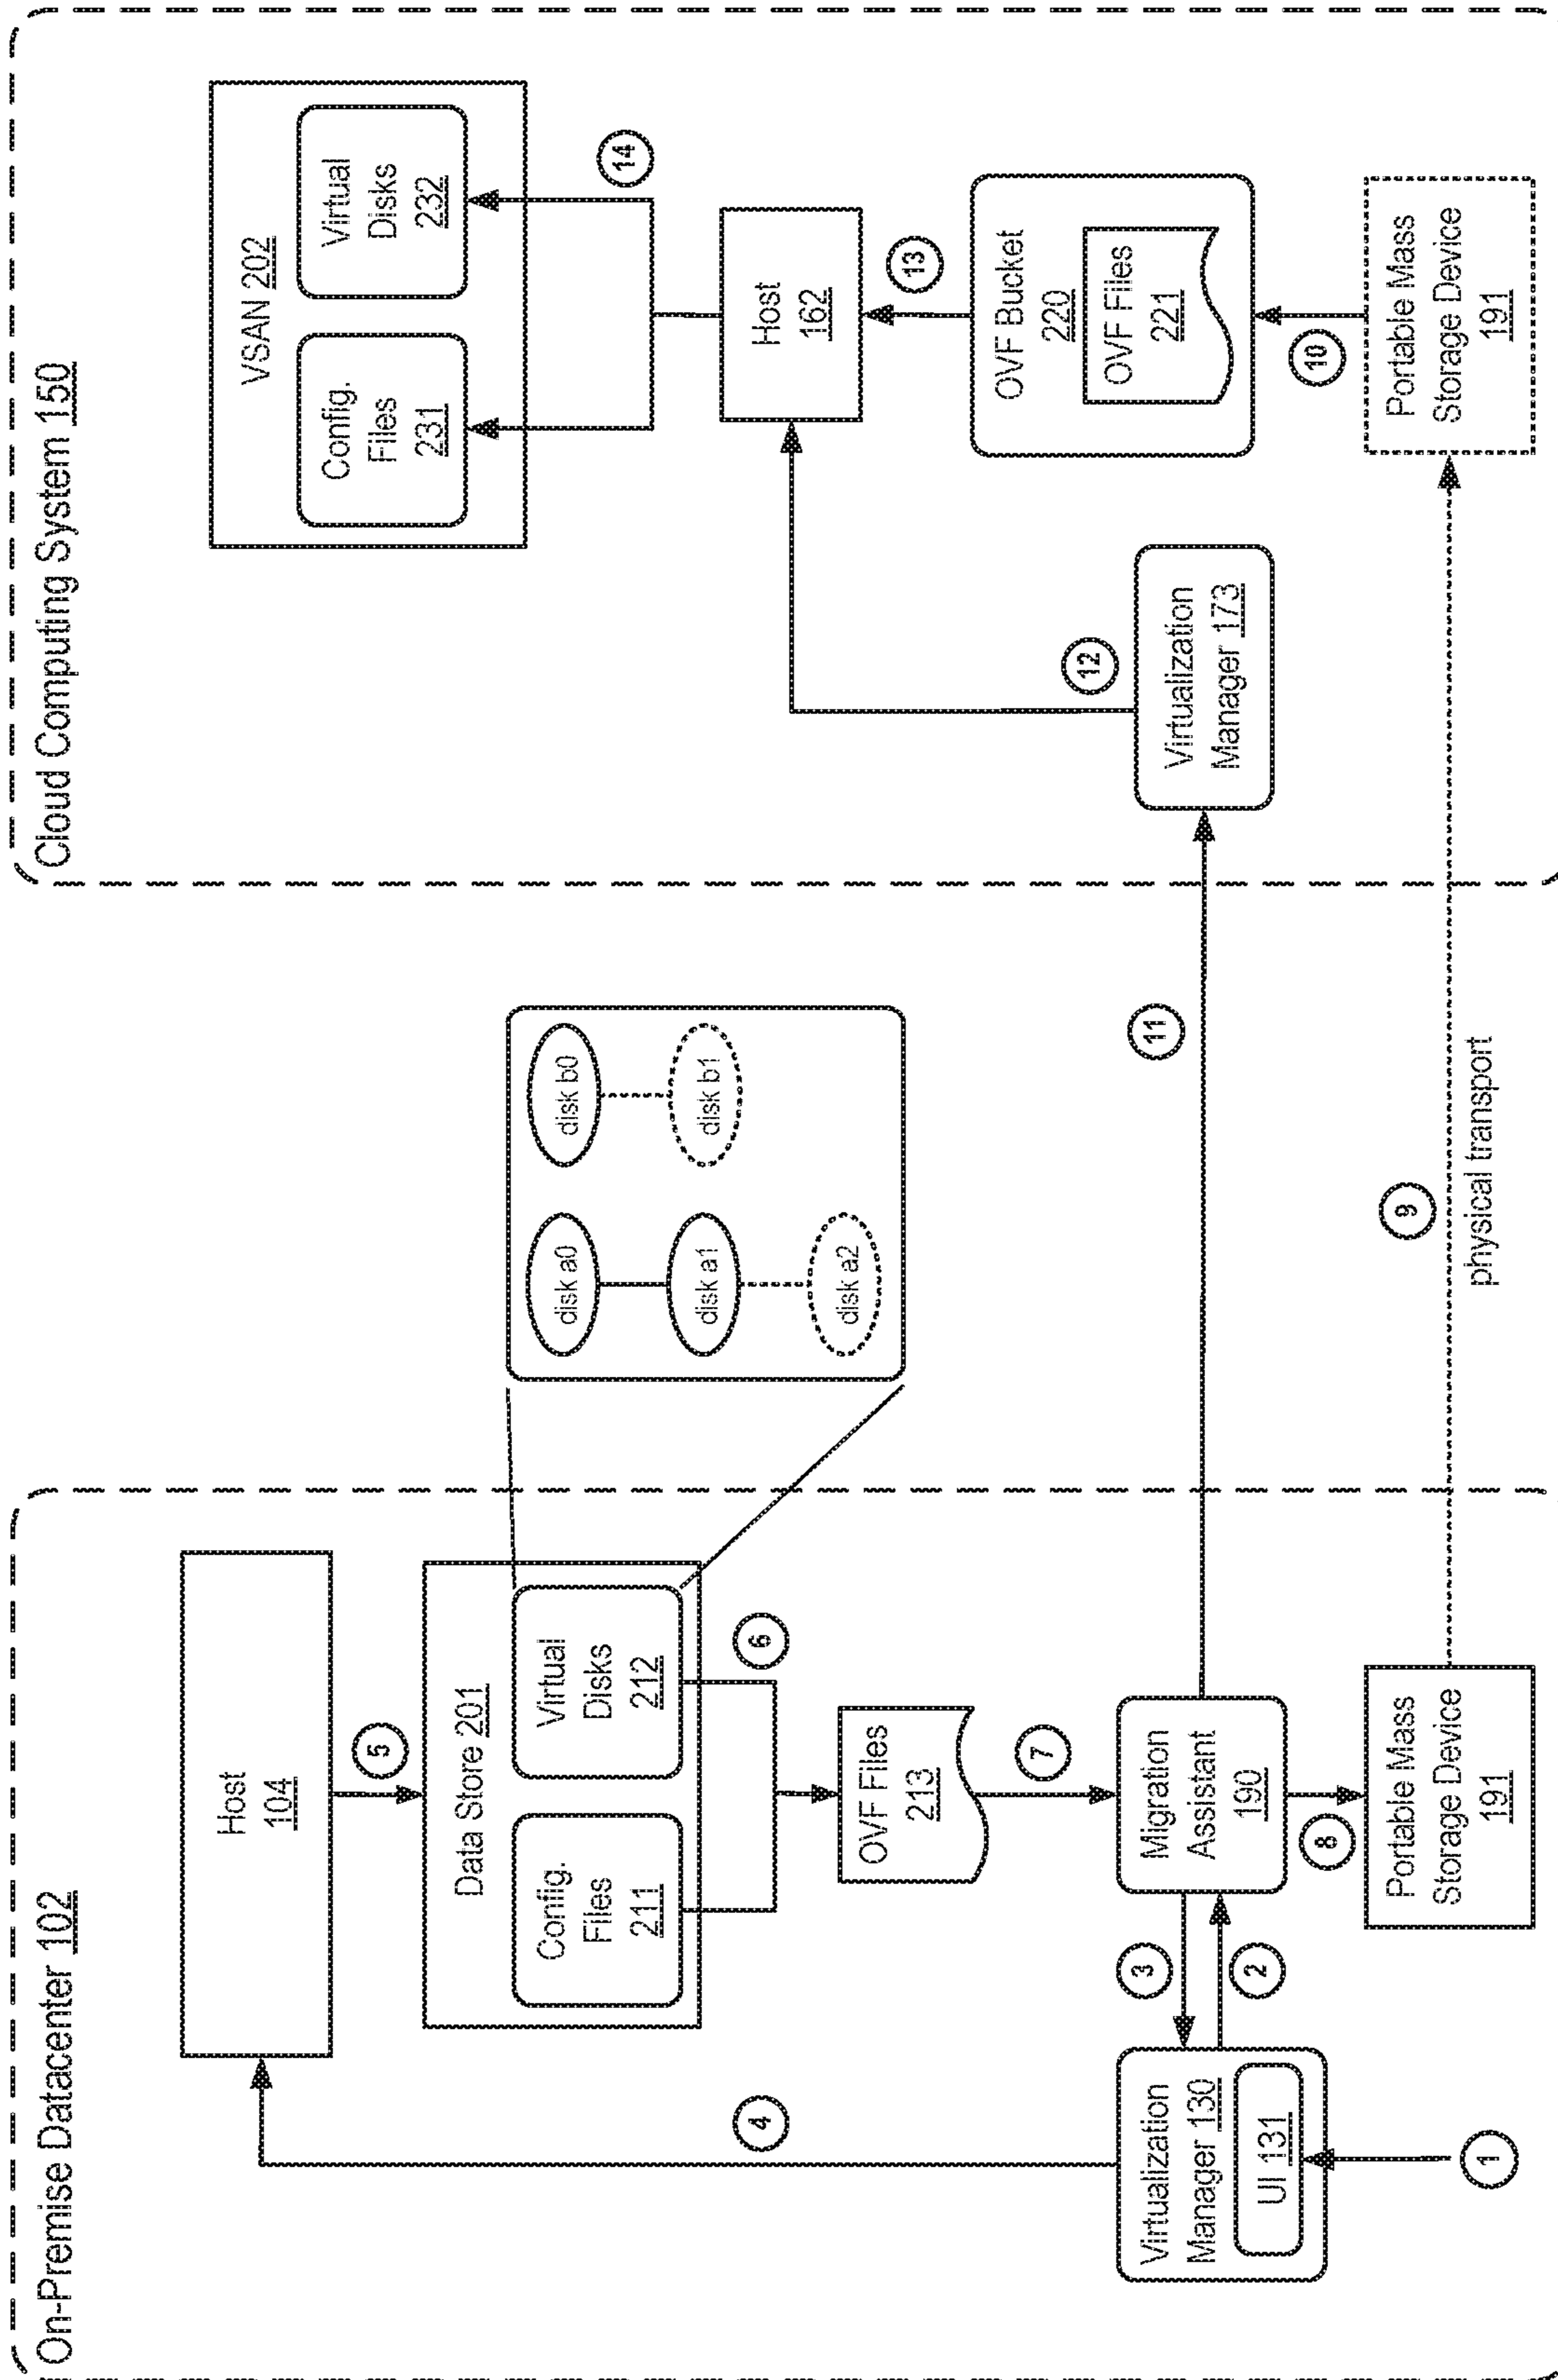 On-Premise Datacenter 102
Host
104
5
Data Store 201
Config.
Files
211
Virtual
Disks
212
6
4
OVF Files
213
7
Virtualization
Manager 130
UI 131
1
3
2
Migration
Assistant
190
8
Portable Mass
Storage Device
191
disk a0
disk a1
disk a2
disk b0
disk b1
11
9
physical transport
Cloud Computing System 150
VSAN 202
Config.
Files
231
Virtual
Disks
232
14
Host
162
13
12
Virtualization
Manager 173
OVF Bucket
220
OVF Files
221
10
Portable Mass
Storage Device
191